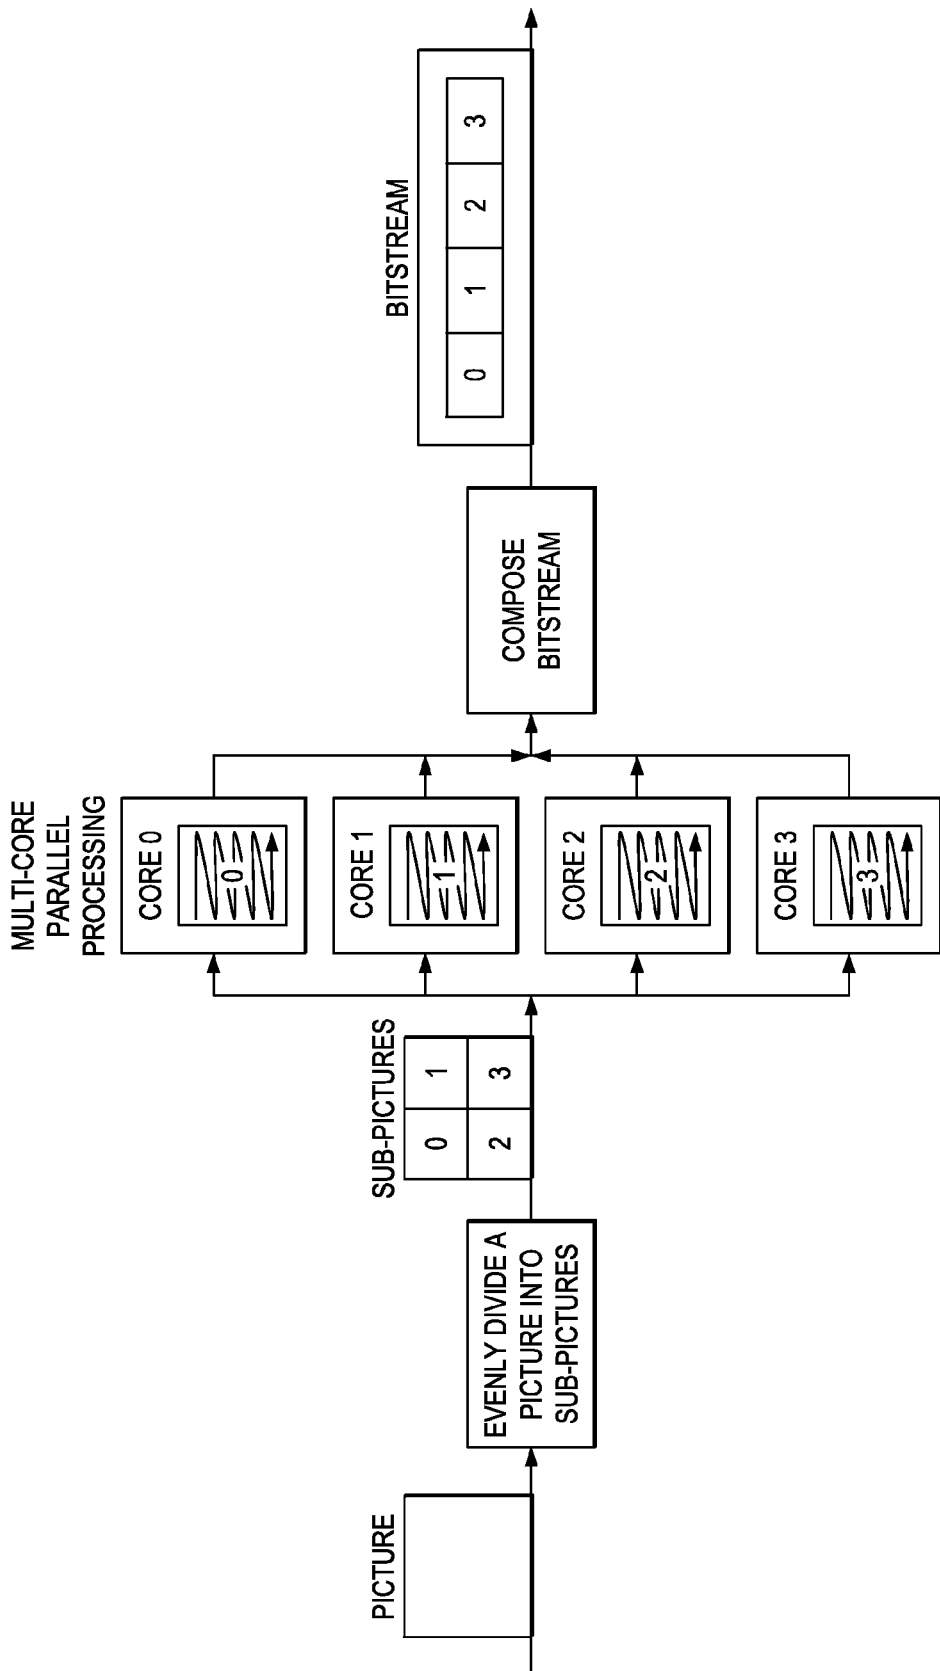 PICTURE
EVENLY DIVIDE A
PICTURE INTO
SUB-PICTURES
SUB-PICTURES
0 1
2 3
MULTI-CORE
PARALLEL
PROCESSING
CORE 0
0
CORE 1
1
CORE 2
2
CORE 3
3
COMPOSE
BITSTREAM
BITSTREAM
0 1 2 3